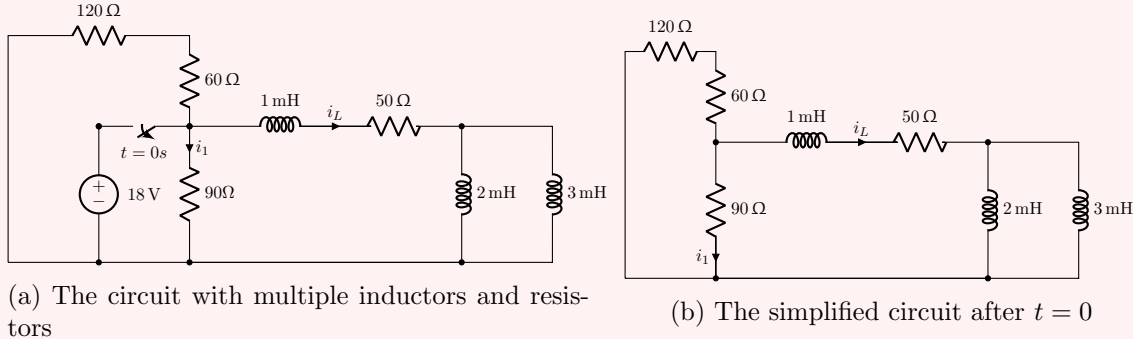 120 Ω
60 Ω
1 mH
i_L
50 Ω
t = 0s
i_1
+
−
18 V
90Ω
2 mH
3 mH
(a) The circuit with multiple inductors and resis-
tors
120 Ω
60 Ω
1 mH
i_L
50 Ω
90 Ω
i_1
2 mH
3 mH
(b) The simplified circuit after t = 0